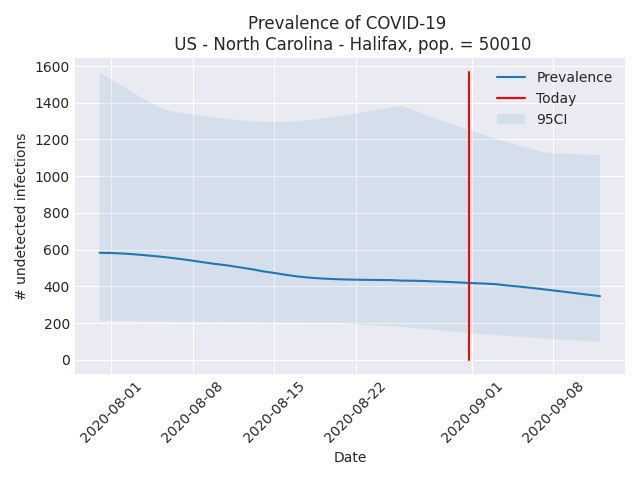 Prevalence of COVID-19
US - North Carolina - Halifax, pop. = 50010
1600
1400
1200
1000
800
600
400
200
0
# undetected infections
Prevalence
Today
95CI
2020-08-01
2020-08-08
2020-08-15
2020-08-22
2020-09-01
2020-09-08
Date